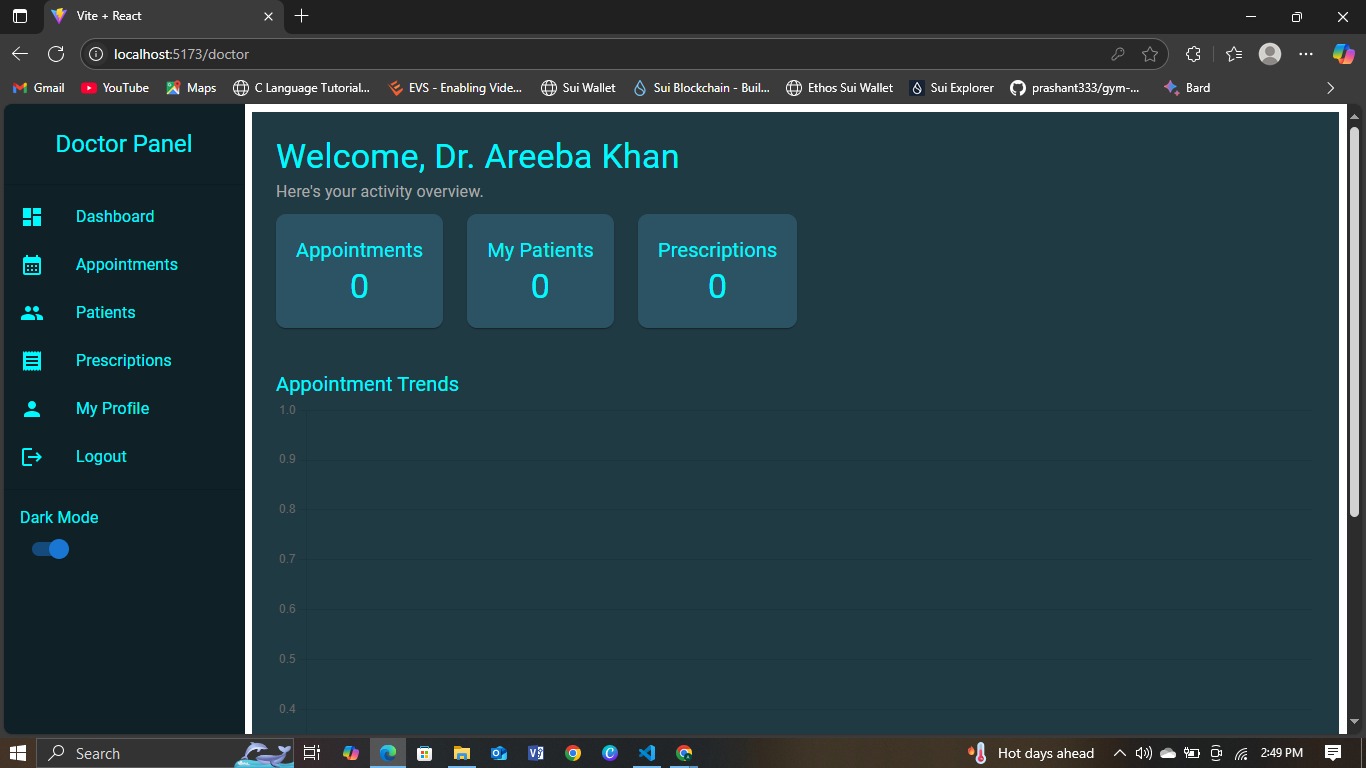 Vite + React
localhost:5173/doctor
Gmail YouTube Maps C Language Tutorial... EVS - Enabling Vide... Sui Wallet Sui Blockchain - Buil... Ethos Sui Wallet Sui Explorer prashant333/gym-... Bard
Doctor Panel
Dashboard
Appointments
Patients
Prescriptions
My Profile
Logout
Dark Mode
Welcome, Dr. Areeba Khan
Here's your activity overview.
Appointments
0
My Patients
0
Prescriptions
0
Appointment Trends
1.0
0.9
0.8
0.7
0.6
0.5
0.4
Search
Hot days ahead
2:49 PM